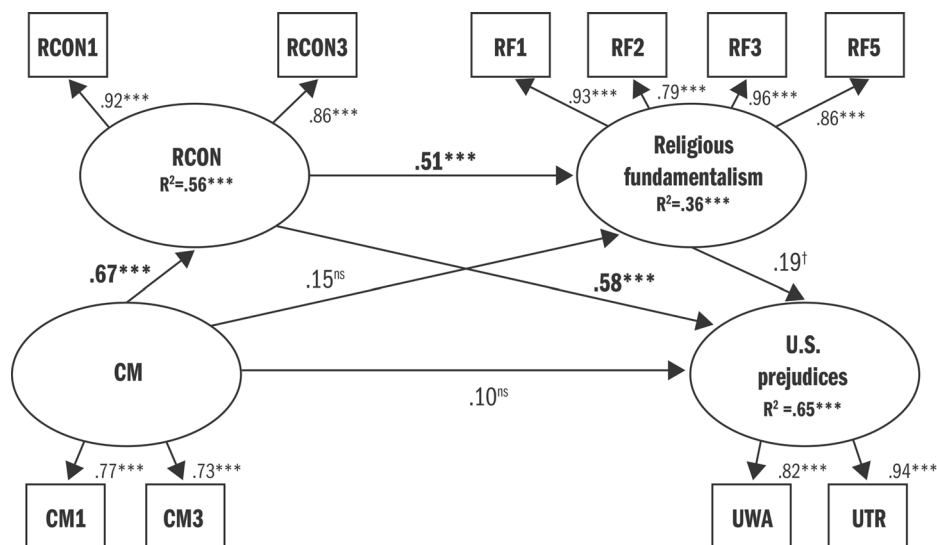 RCON1
RCON3
RF1
RF2
RF3
RF5
.92***
.86***
.93***
.79***
.96***
.86***
RCON
R²=.56***
.51***
Religious
fundamentalism
R²=.36***
.67***
.15ns
.58***
.19†
CM
.10ns
U.S.
prejudices
R² =.65***
.77***
.73***
.82***
.94***
CM1
CM3
UWA
UTR